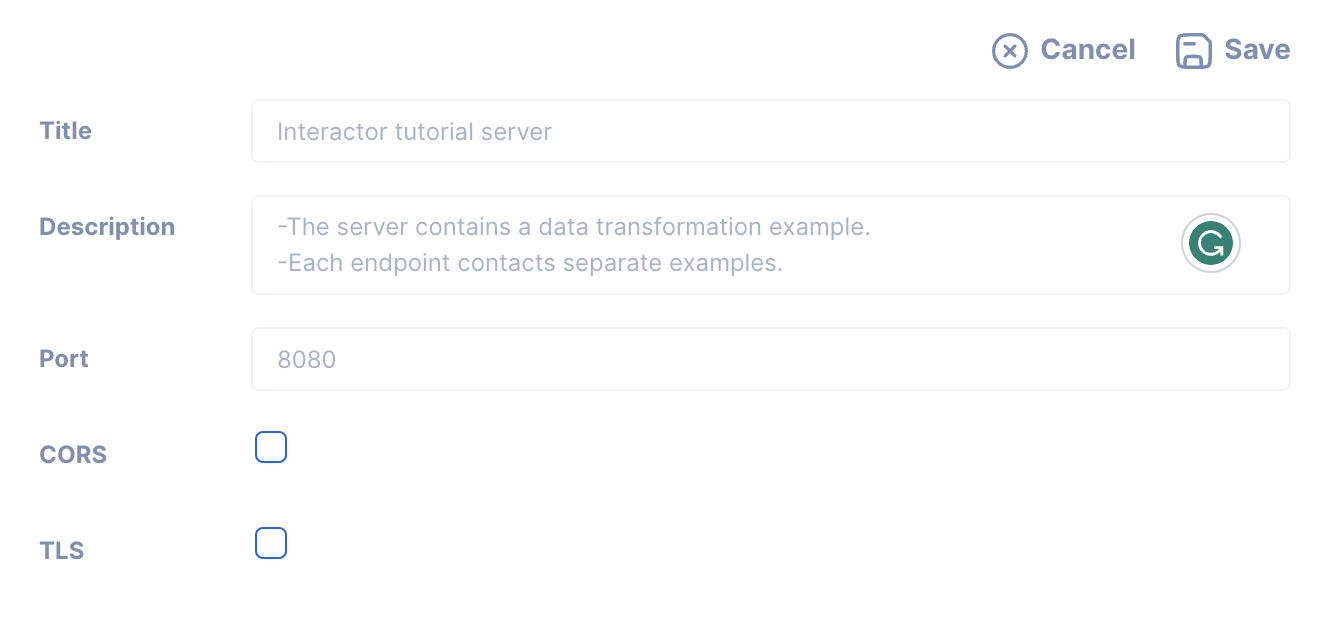 Cancel Save
Title Interactor tutorial server
Description -The server contains a data transformation example.
-Each endpoint contacts separate examples.
Port 8080
CORS
TLS